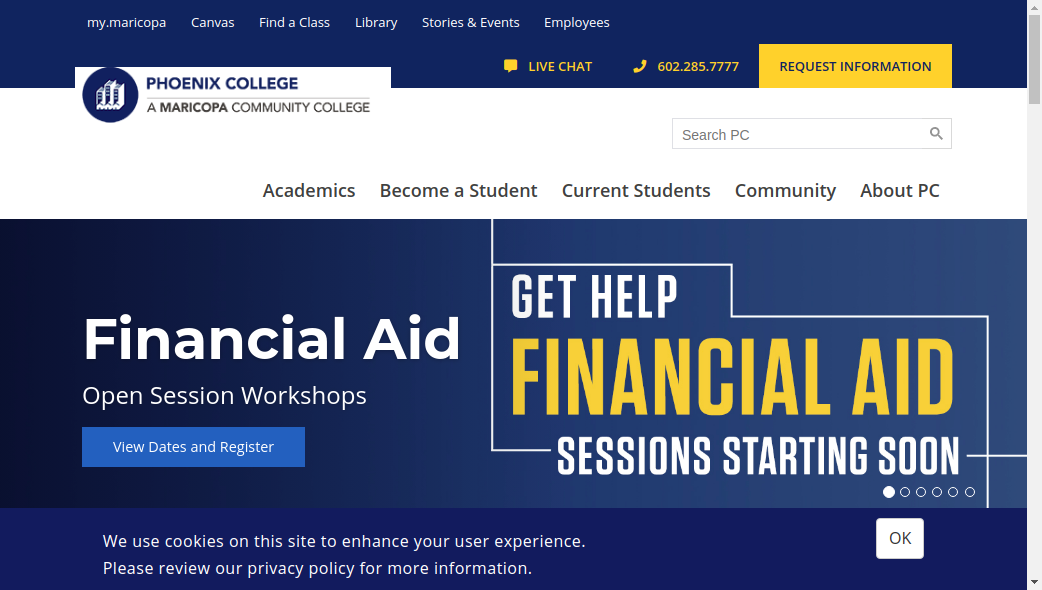 my.maricopa Canvas Find a Class Library Stories & Events Employees
LIVE CHAT 602.285.7777 REQUEST INFORMATION
PHOENIX COLLEGE
A MARICOPA COMMUNITY COLLEGE
Search PC
Academics Become a Student Current Students Community About PC
Financial Aid
Open Session Workshops
View Dates and Register
GET HELP
FINANCIAL AID
SESSIONS STARTING SOON
We use cookies on this site to enhance your user experience.
Please review our privacy policy for more information.
OK